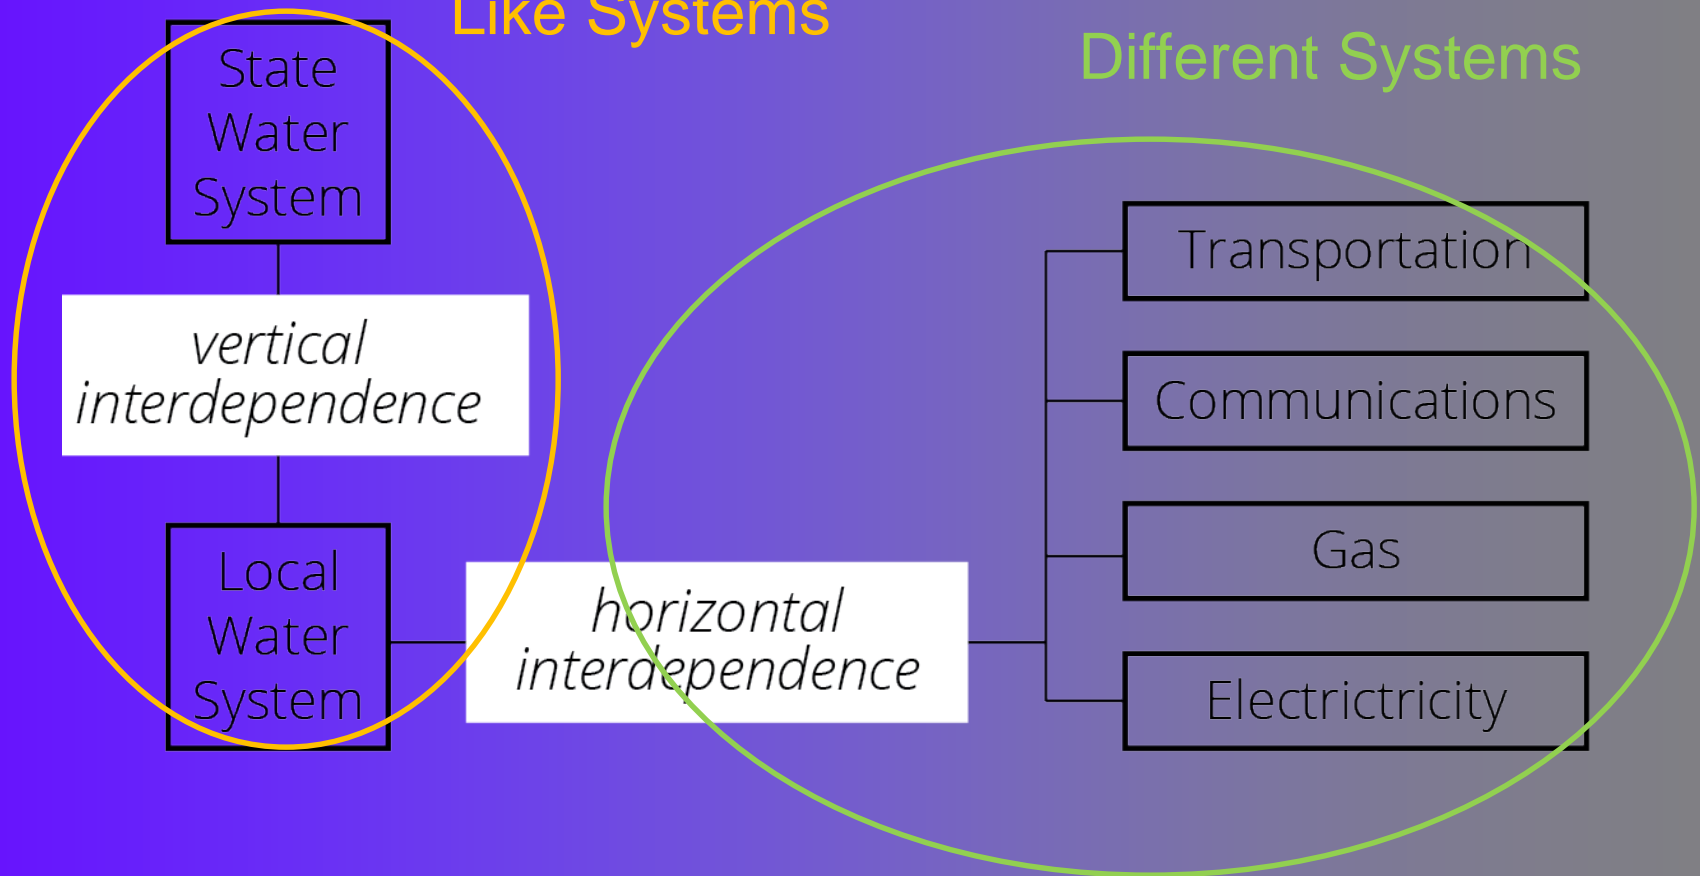 Like Systems
Different Systems
State
Water
System
vertical
interdependence
Local
Water
System
horizontal
interdependence
Transportation
Communications
Gas
Electrictricity